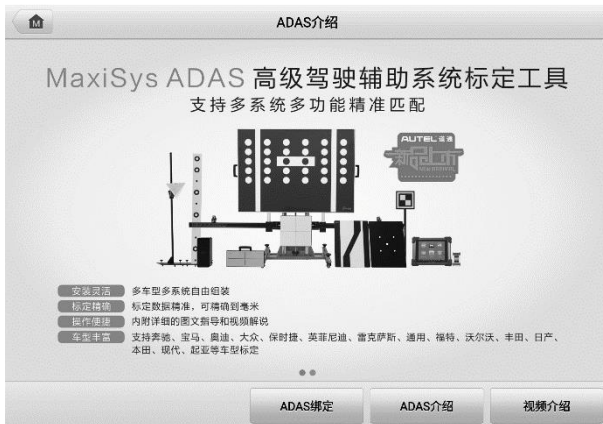 M
ADAS介绍
MaxiSys ADAS 高级驾驶辅助系统标定工具
支持多系统多功能精准匹配
AUTEL 道通
新品上市
安装灵活 多车型多系统自由组装
标定精确 标定数据精准，可精确到毫米
操作便捷 内附详细的图文指导和视频解说
车型丰富 支持奔驰、宝马、奥迪、大众、保时捷、英菲尼迪、雷克萨斯、通用、福特、沃尔沃、丰田、日产、
本田、现代、起亚等车型标定
ADAS绑定 ADAS介绍 视频介绍